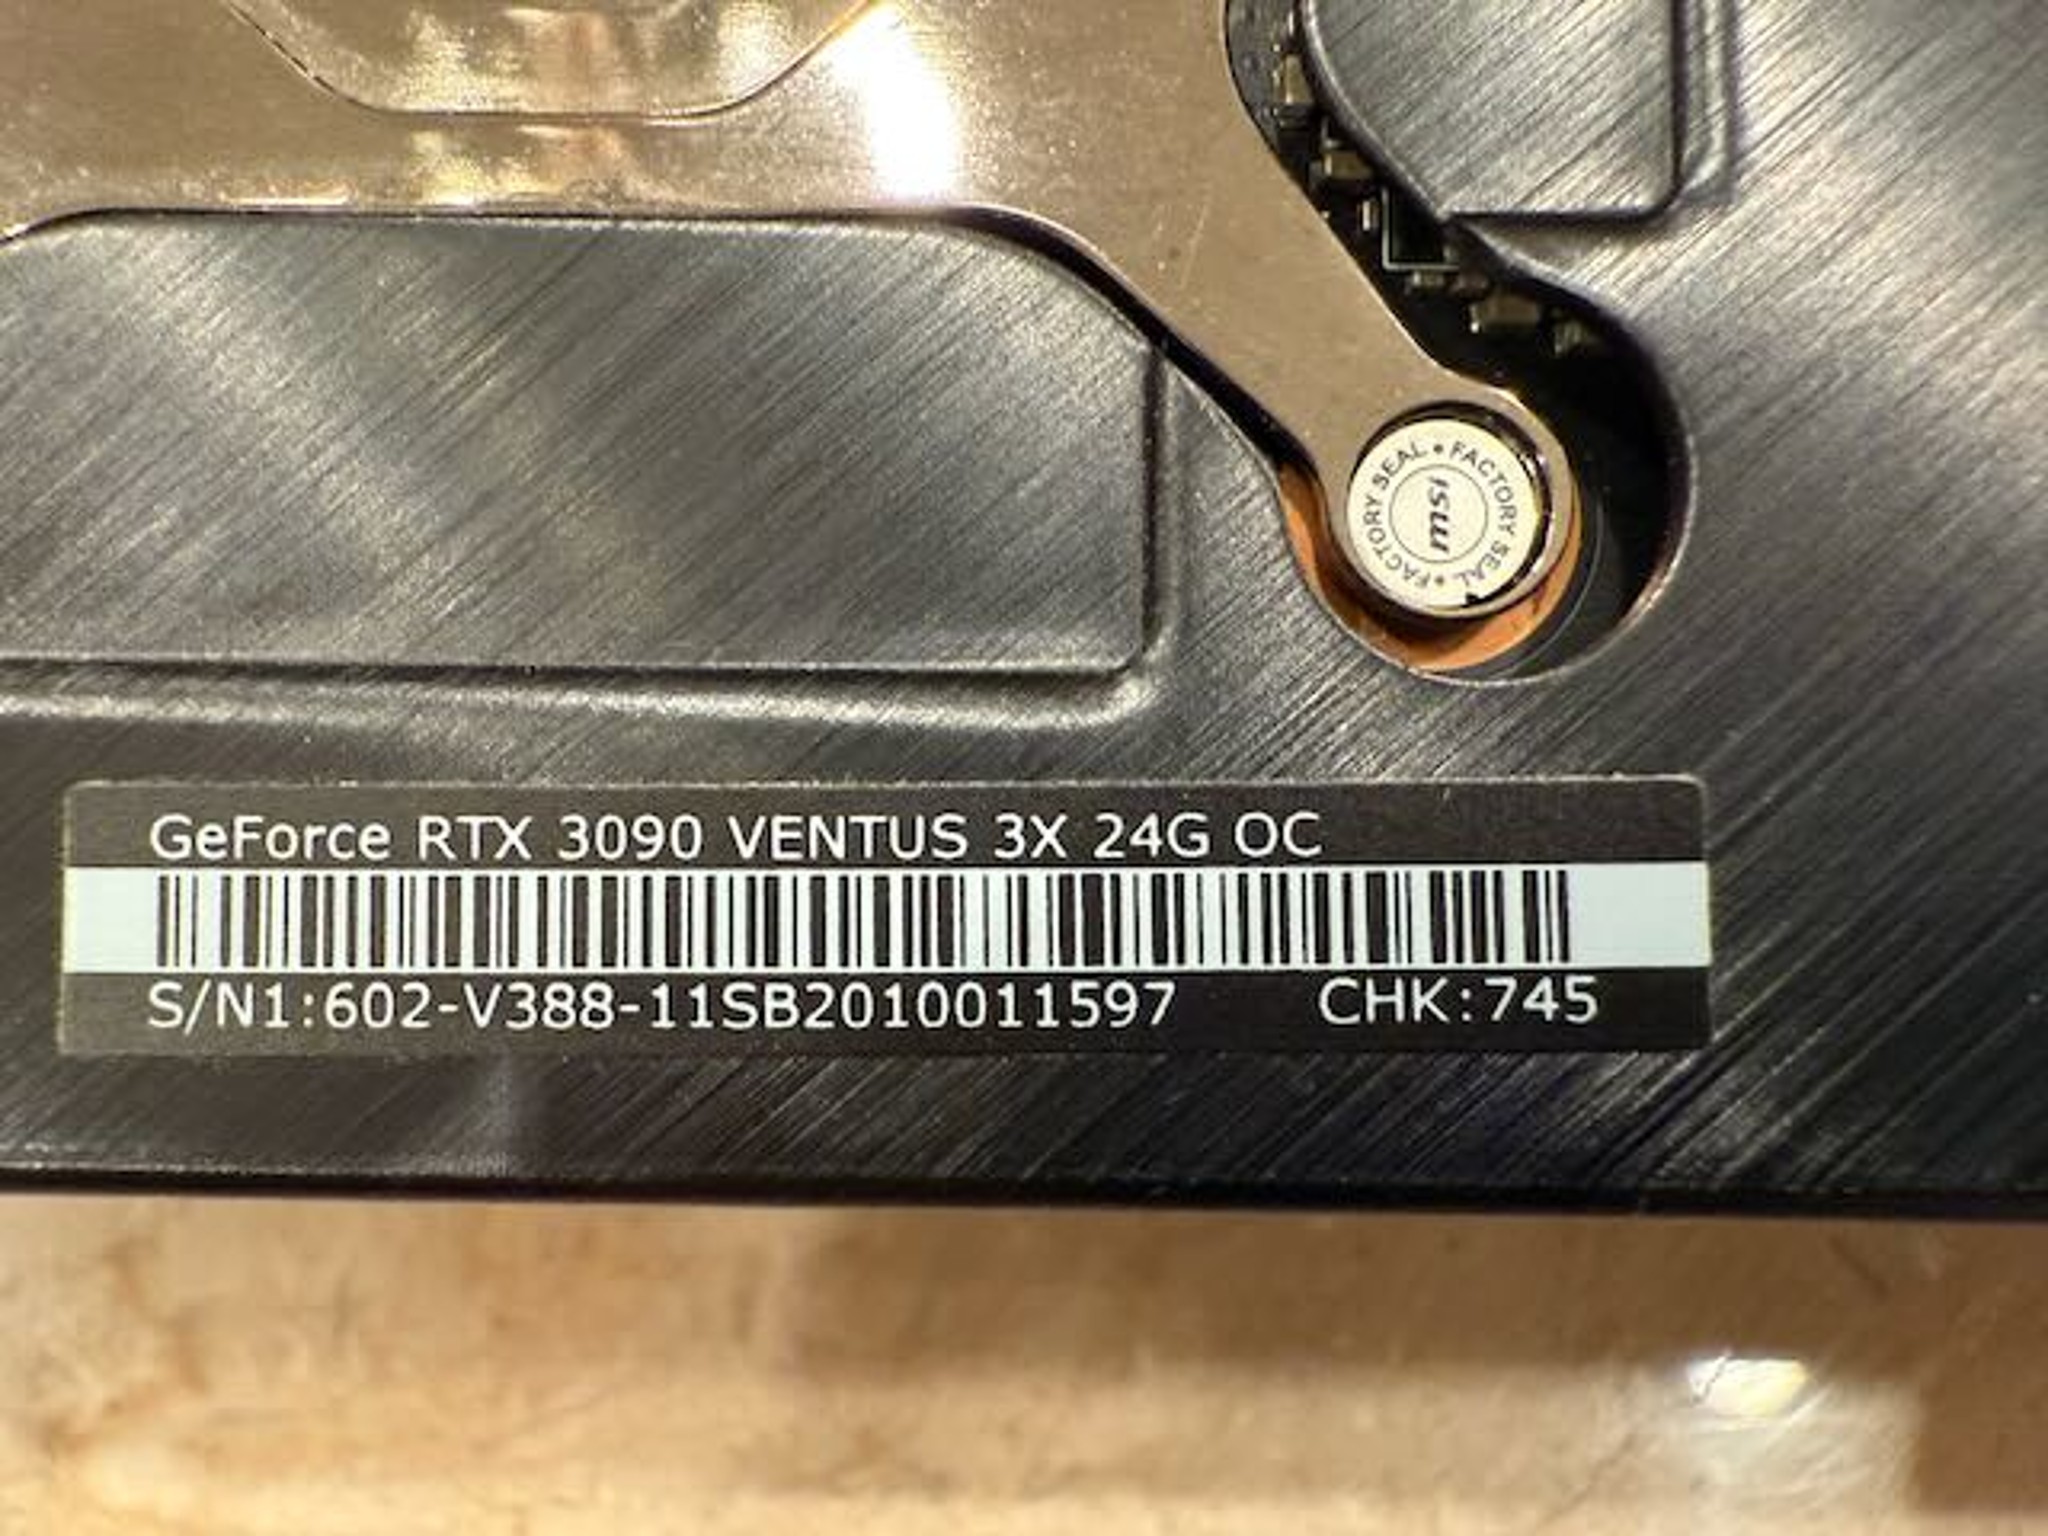 FACTORY SEAL • FACTORY SEAL •
msi
GeForce RTX 3090 VENTUS 3X 24G OC
S/N1:602-V388-11SB2010011597 CHK:745